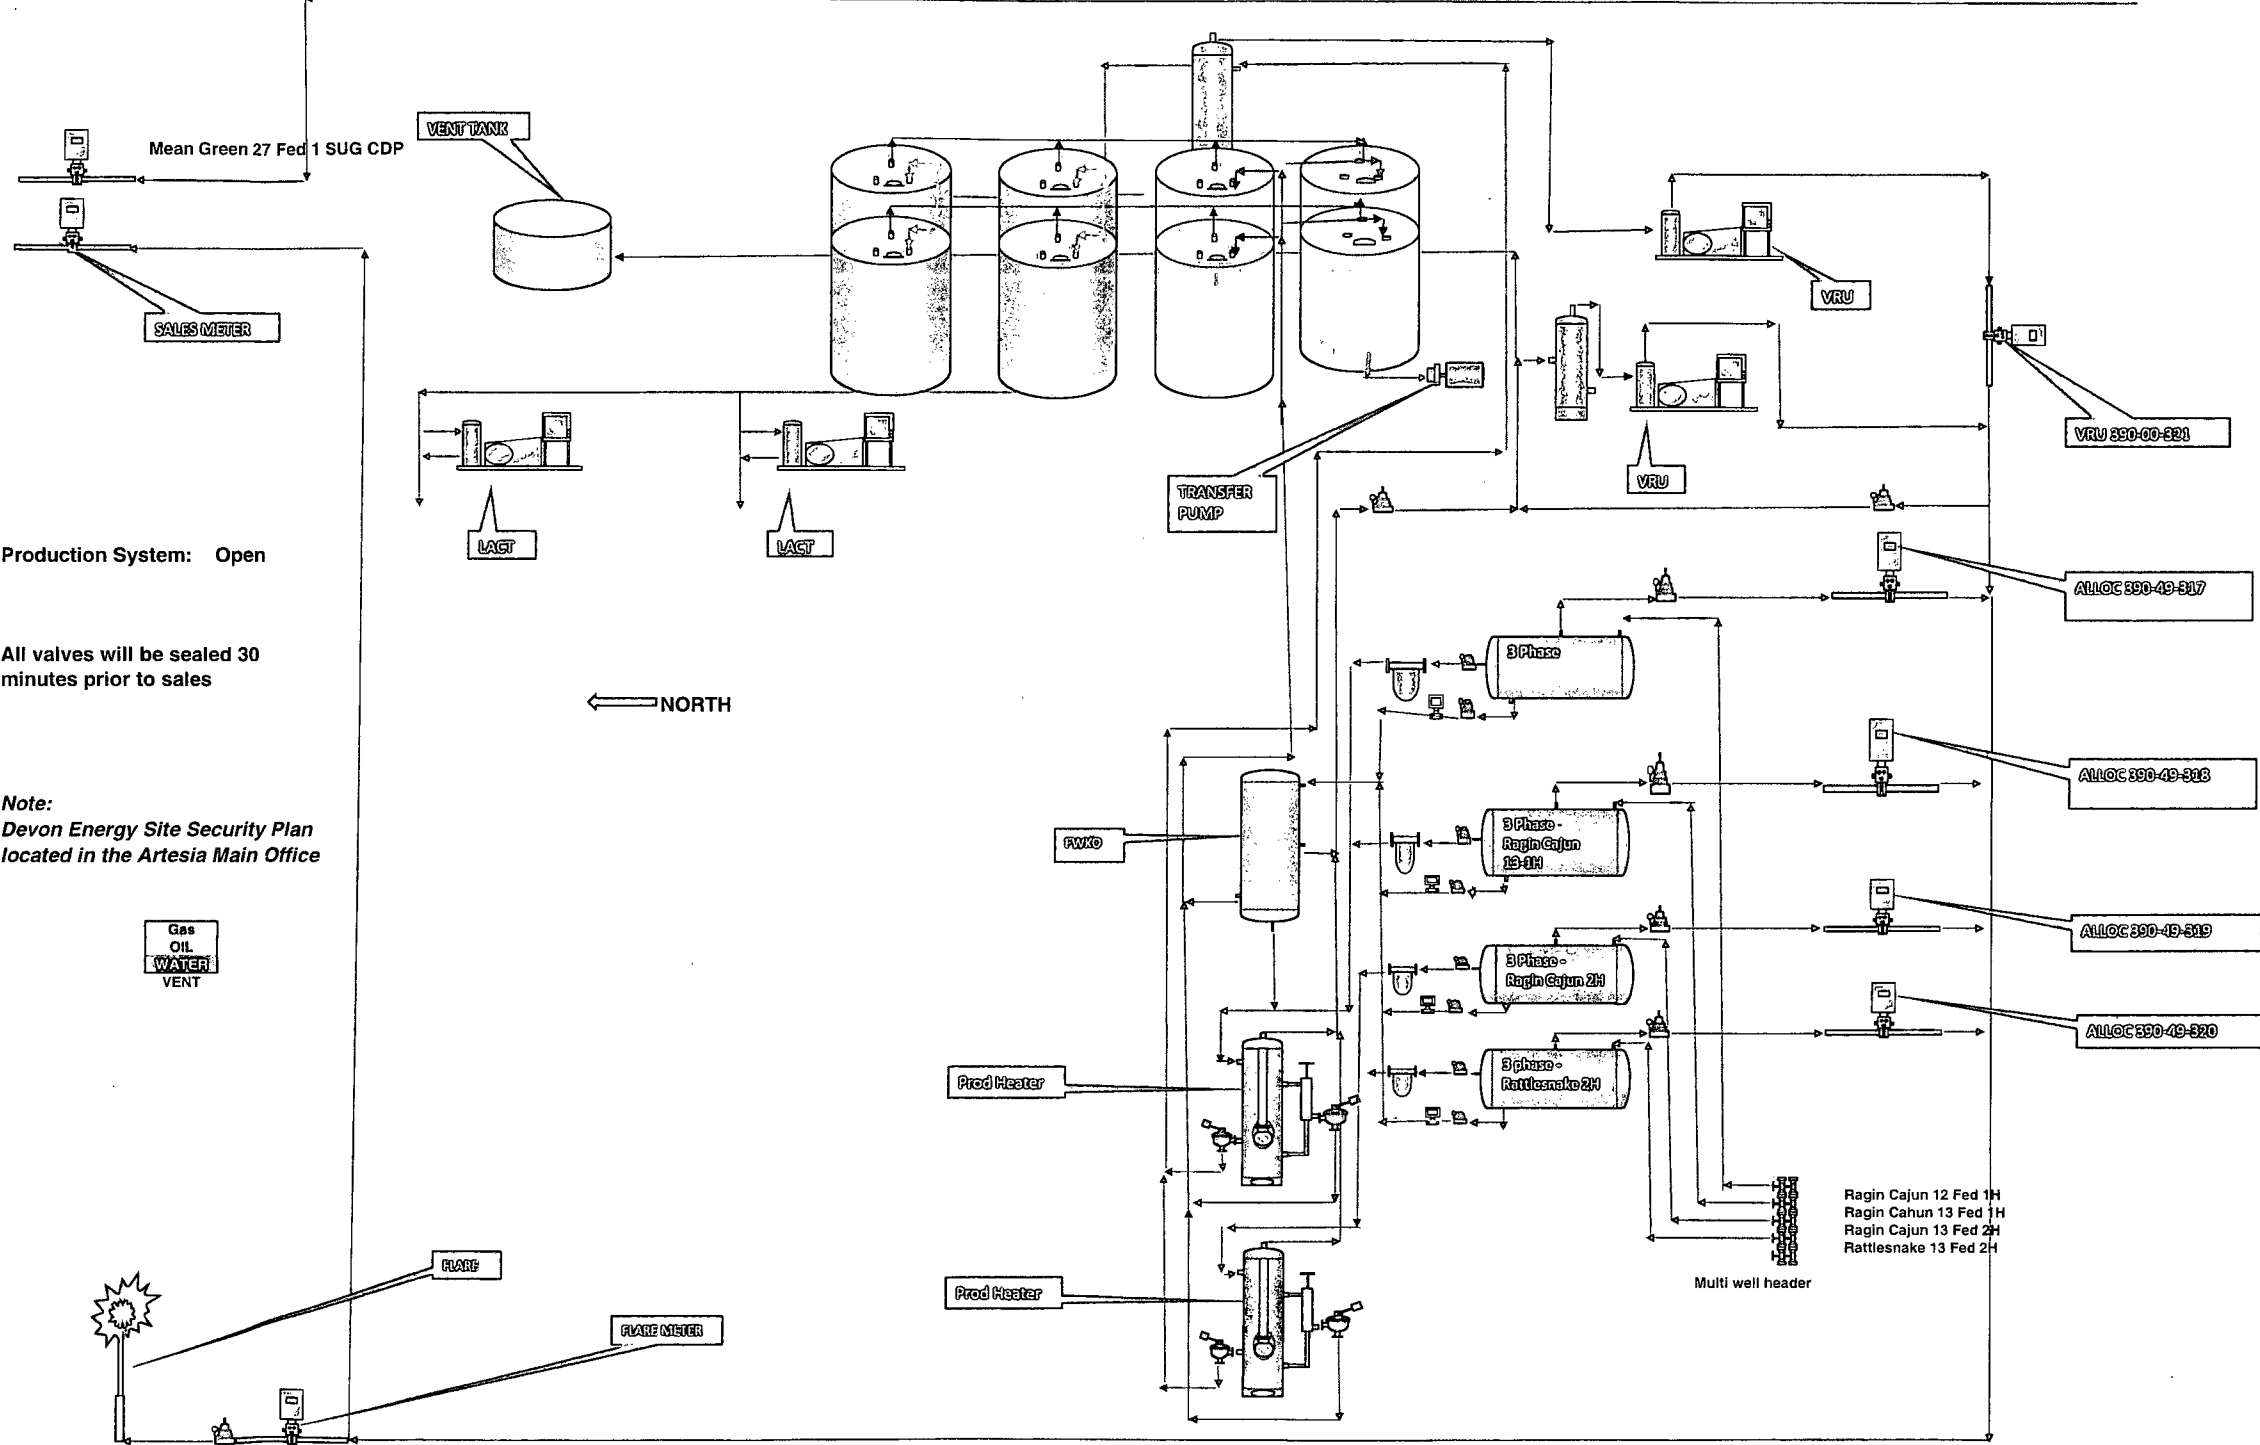 Mean Green 27 Fed 1 SUG CDP
VENT TANK
SALES METER
VRU
VRU 390-00-321
VRU
TRANSFER
PUMP
LACT
LACT
Production System: Open
ALLOC 390-49-317
All valves will be sealed 30
minutes prior to sales
3 Phase
NORTH
ALLOC 390-49-318
Note:
Devon Energy Site Security Plan
located in the Artesia Main Office
FWKO
3 Phase -
Ragin Cajun
13-1H
Gas
OIL
WATER
VENT
3 Phase -
Ragin Cajun 2H
ALLOC 390-49-319
ALLOC 390-49-320
Prod Heater
3 phase -
Rattlesnake 2H
Ragin Cajun 12 Fed 1H
Ragin Cahun 13 Fed 1H
Ragin Cajun 13 Fed 2H
Rattlesnake 13 Fed 2H
Multi well header
FLARE
Prod Heater
FLARE METER